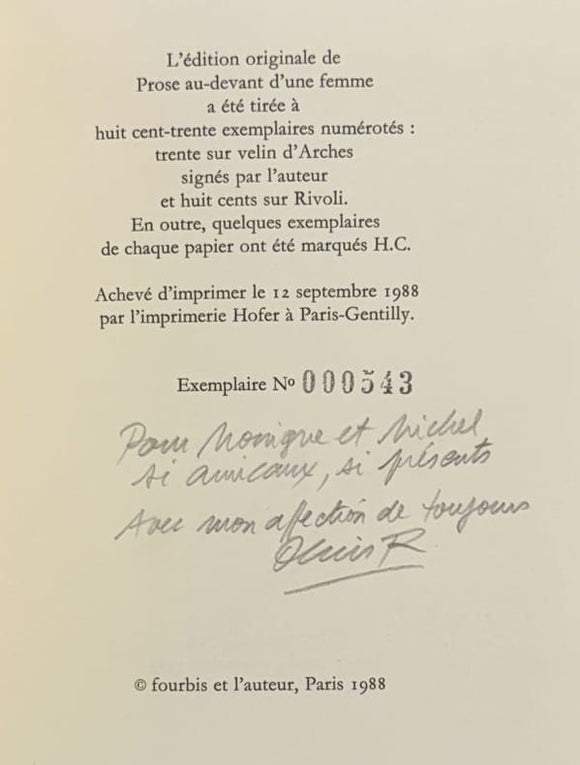 L'édition originale de
Prose au-devant d'une femme
a été tirée à
huit cent-trente exemplaires numérotés :
trente sur velin d'Arches
signés par l'auteur
et huit cents sur Rivoli.
En outre, quelques exemplaires
de chaque papier ont été marqués H.C.
Achevé d'imprimer le 12 septembre 1988
par l'imprimerie Hofer à Paris-Gentilly.
Exemplaire Nº 000543
Pour Monique et Michel
si amicaux, si présents
Avec mon affection de toujours
© fourbis et l'auteur, Paris 1988